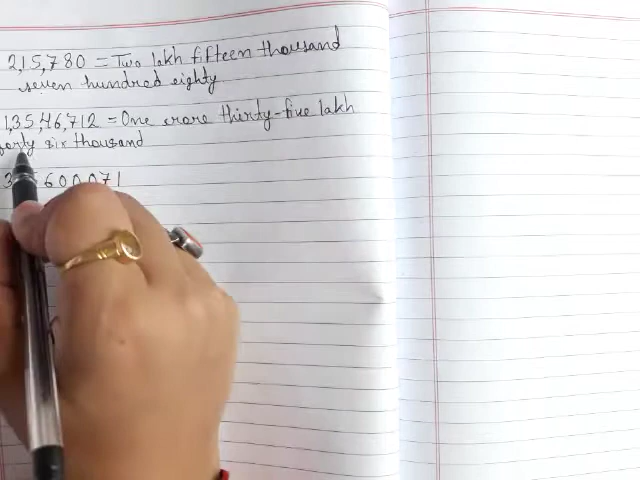 2,15,780 = Two lakh fifteen thousand
seven hundred eighty
1,35,46,712 = One crore thirty-five lakh
forty six thousand
600071